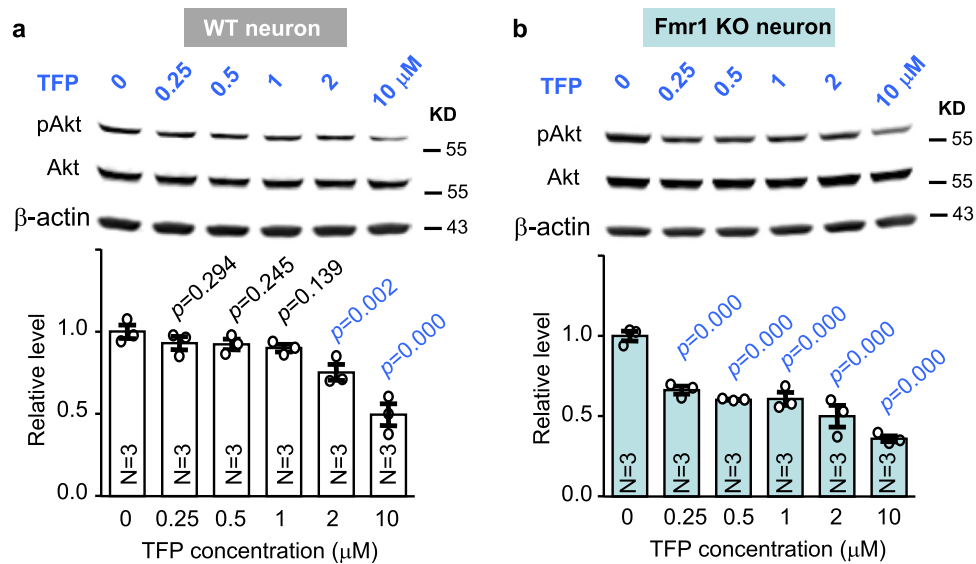 a
WT neuron
TFP 0 0.25 0.5 1 2 10 μM
KD
pAkt
55
Akt
55
β-actin
43
p=0.294 p=0.245 p=0.139 p=0.002 p=0.000
Relative level
1.0
0.5
0.0
N=3 N=3 N=3 N=3 N=3 N=3
0 0.25 0.5 1 2 10
TFP concentration (μM)
b
Fmr1 KO neuron
TFP 0 0.25 0.5 1 2 10 μM
KD
pAkt
55
Akt
55
43
β-actin
p=0.000 p=0.000 p=0.000 p=0.000 p=0.000
Relative level
1.0
0.5
0.0
N=3 N=3 N=3 N=3 N=3 N=3
0 0.25 0.5 1 2 10
TFP concentration (μM)